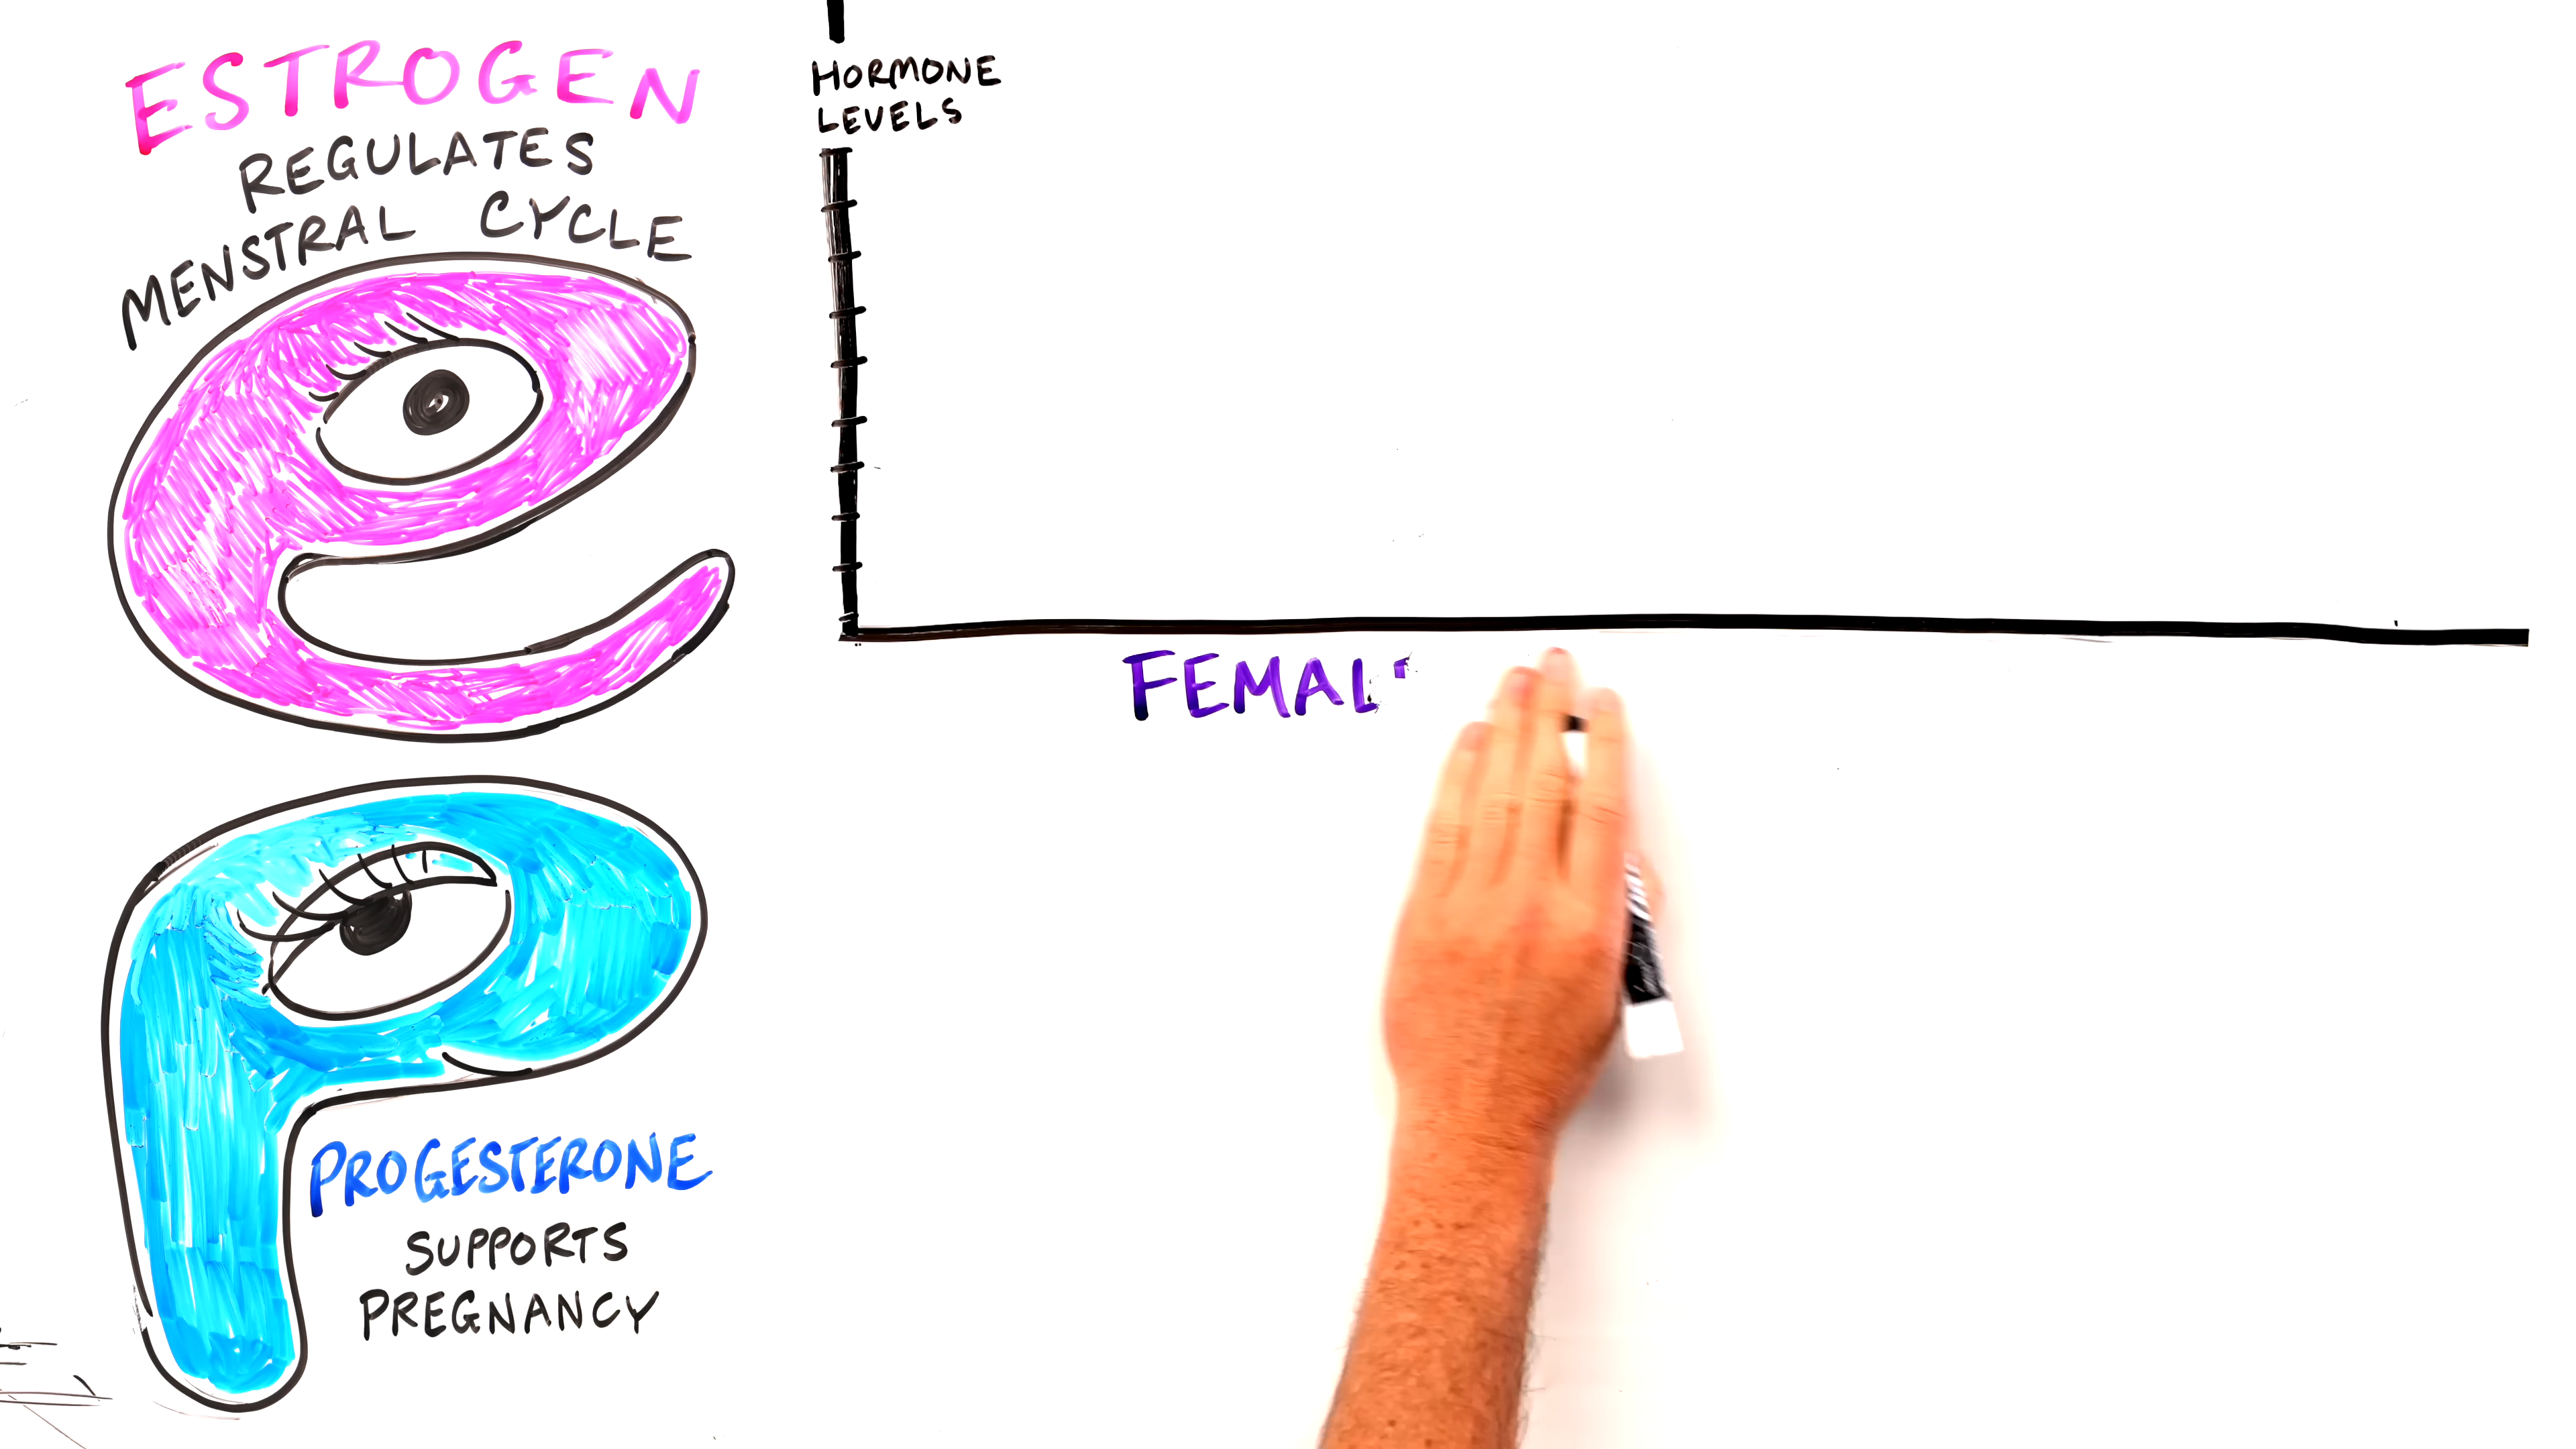 ESTROGEN
REGULATES
MENSTRAL CYCLE
PROGESTERONE
SUPPORTS
PREGNANCY
HORMONE
LEVELS
FEMAL